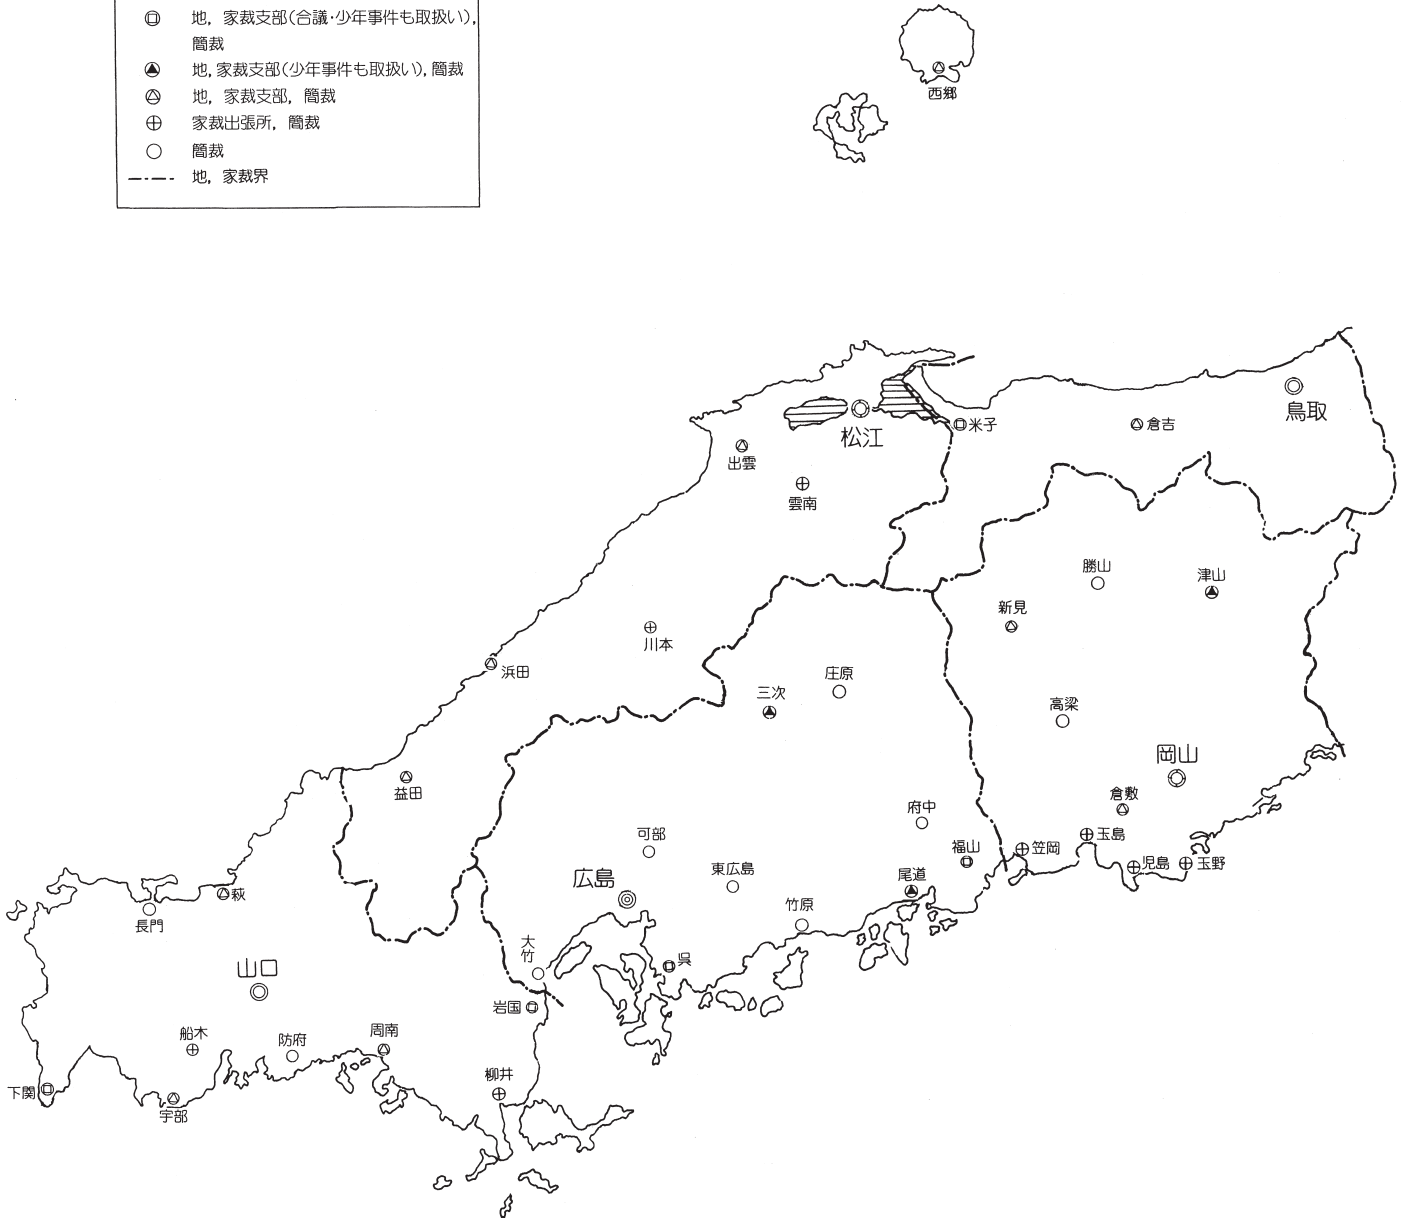 地，家裁支部(合議・少年事件も取扱い)，
簡裁
地，家裁支部(少年事件も取扱い)，簡裁
地，家裁支部，簡裁
家裁出張所，簡裁
簡裁
地，家裁界
西郷
鳥取
松江
米子
倉吉
出雲
雲南
勝山
津山
新見
川本
浜田
庄原
三次
高梁
岡山
益田
倉敷
府中
可部
玉島
福山
笠岡
児島
玉野
東広島
広島
尾道
萩
竹原
長門
大竹
呉
山口
岩国
船木
防府
周南
柳井
下関
宇部